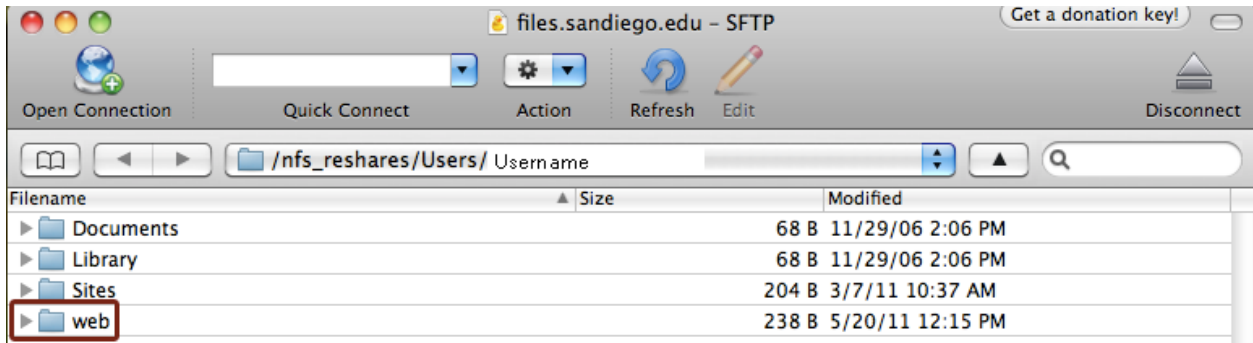 files.sandiego.edu – SFTP
Get a donation key!
Open Connection Quick Connect Action Refresh Edit Disconnect
/nfs_reshares/Users/ Username
Filename Size Modified
Documents 68 B 11/29/06 2:06 PM
Library 68 B 11/29/06 2:06 PM
Sites 204 B 3/7/11 10:37 AM
web 238 B 5/20/11 12:15 PM